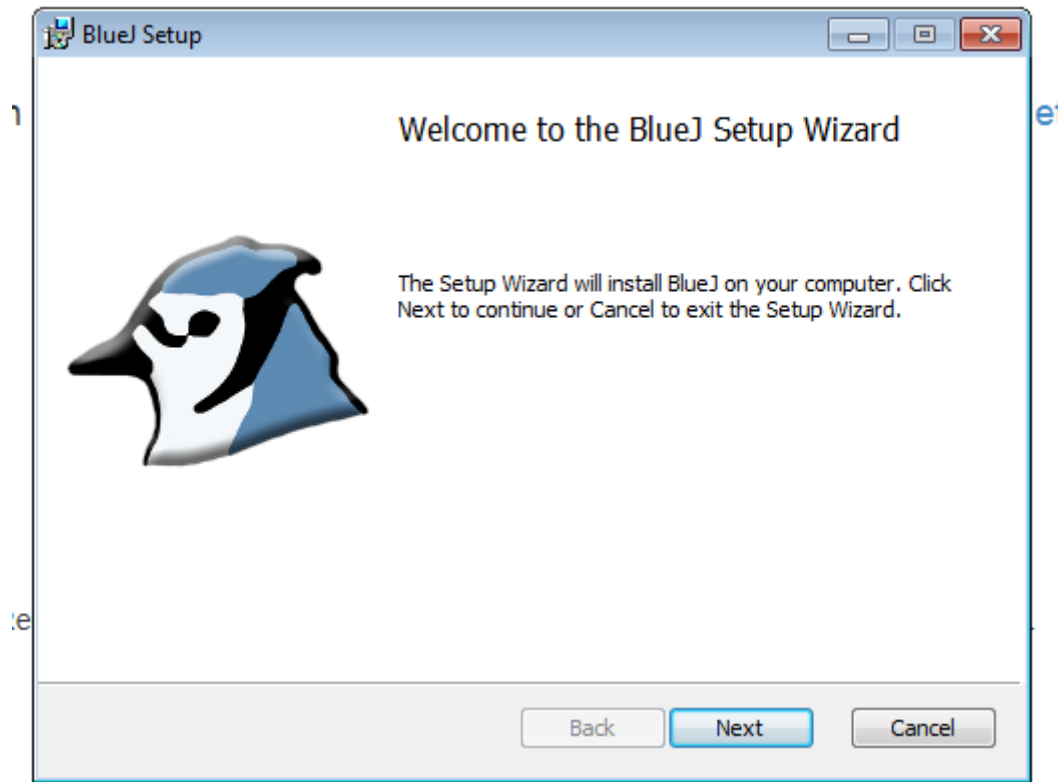 BlueJ Setup
Welcome to the BlueJ Setup Wizard
The Setup Wizard will install BlueJ on your computer. Click
Next to continue or Cancel to exit the Setup Wizard.
Back
Next
Cancel